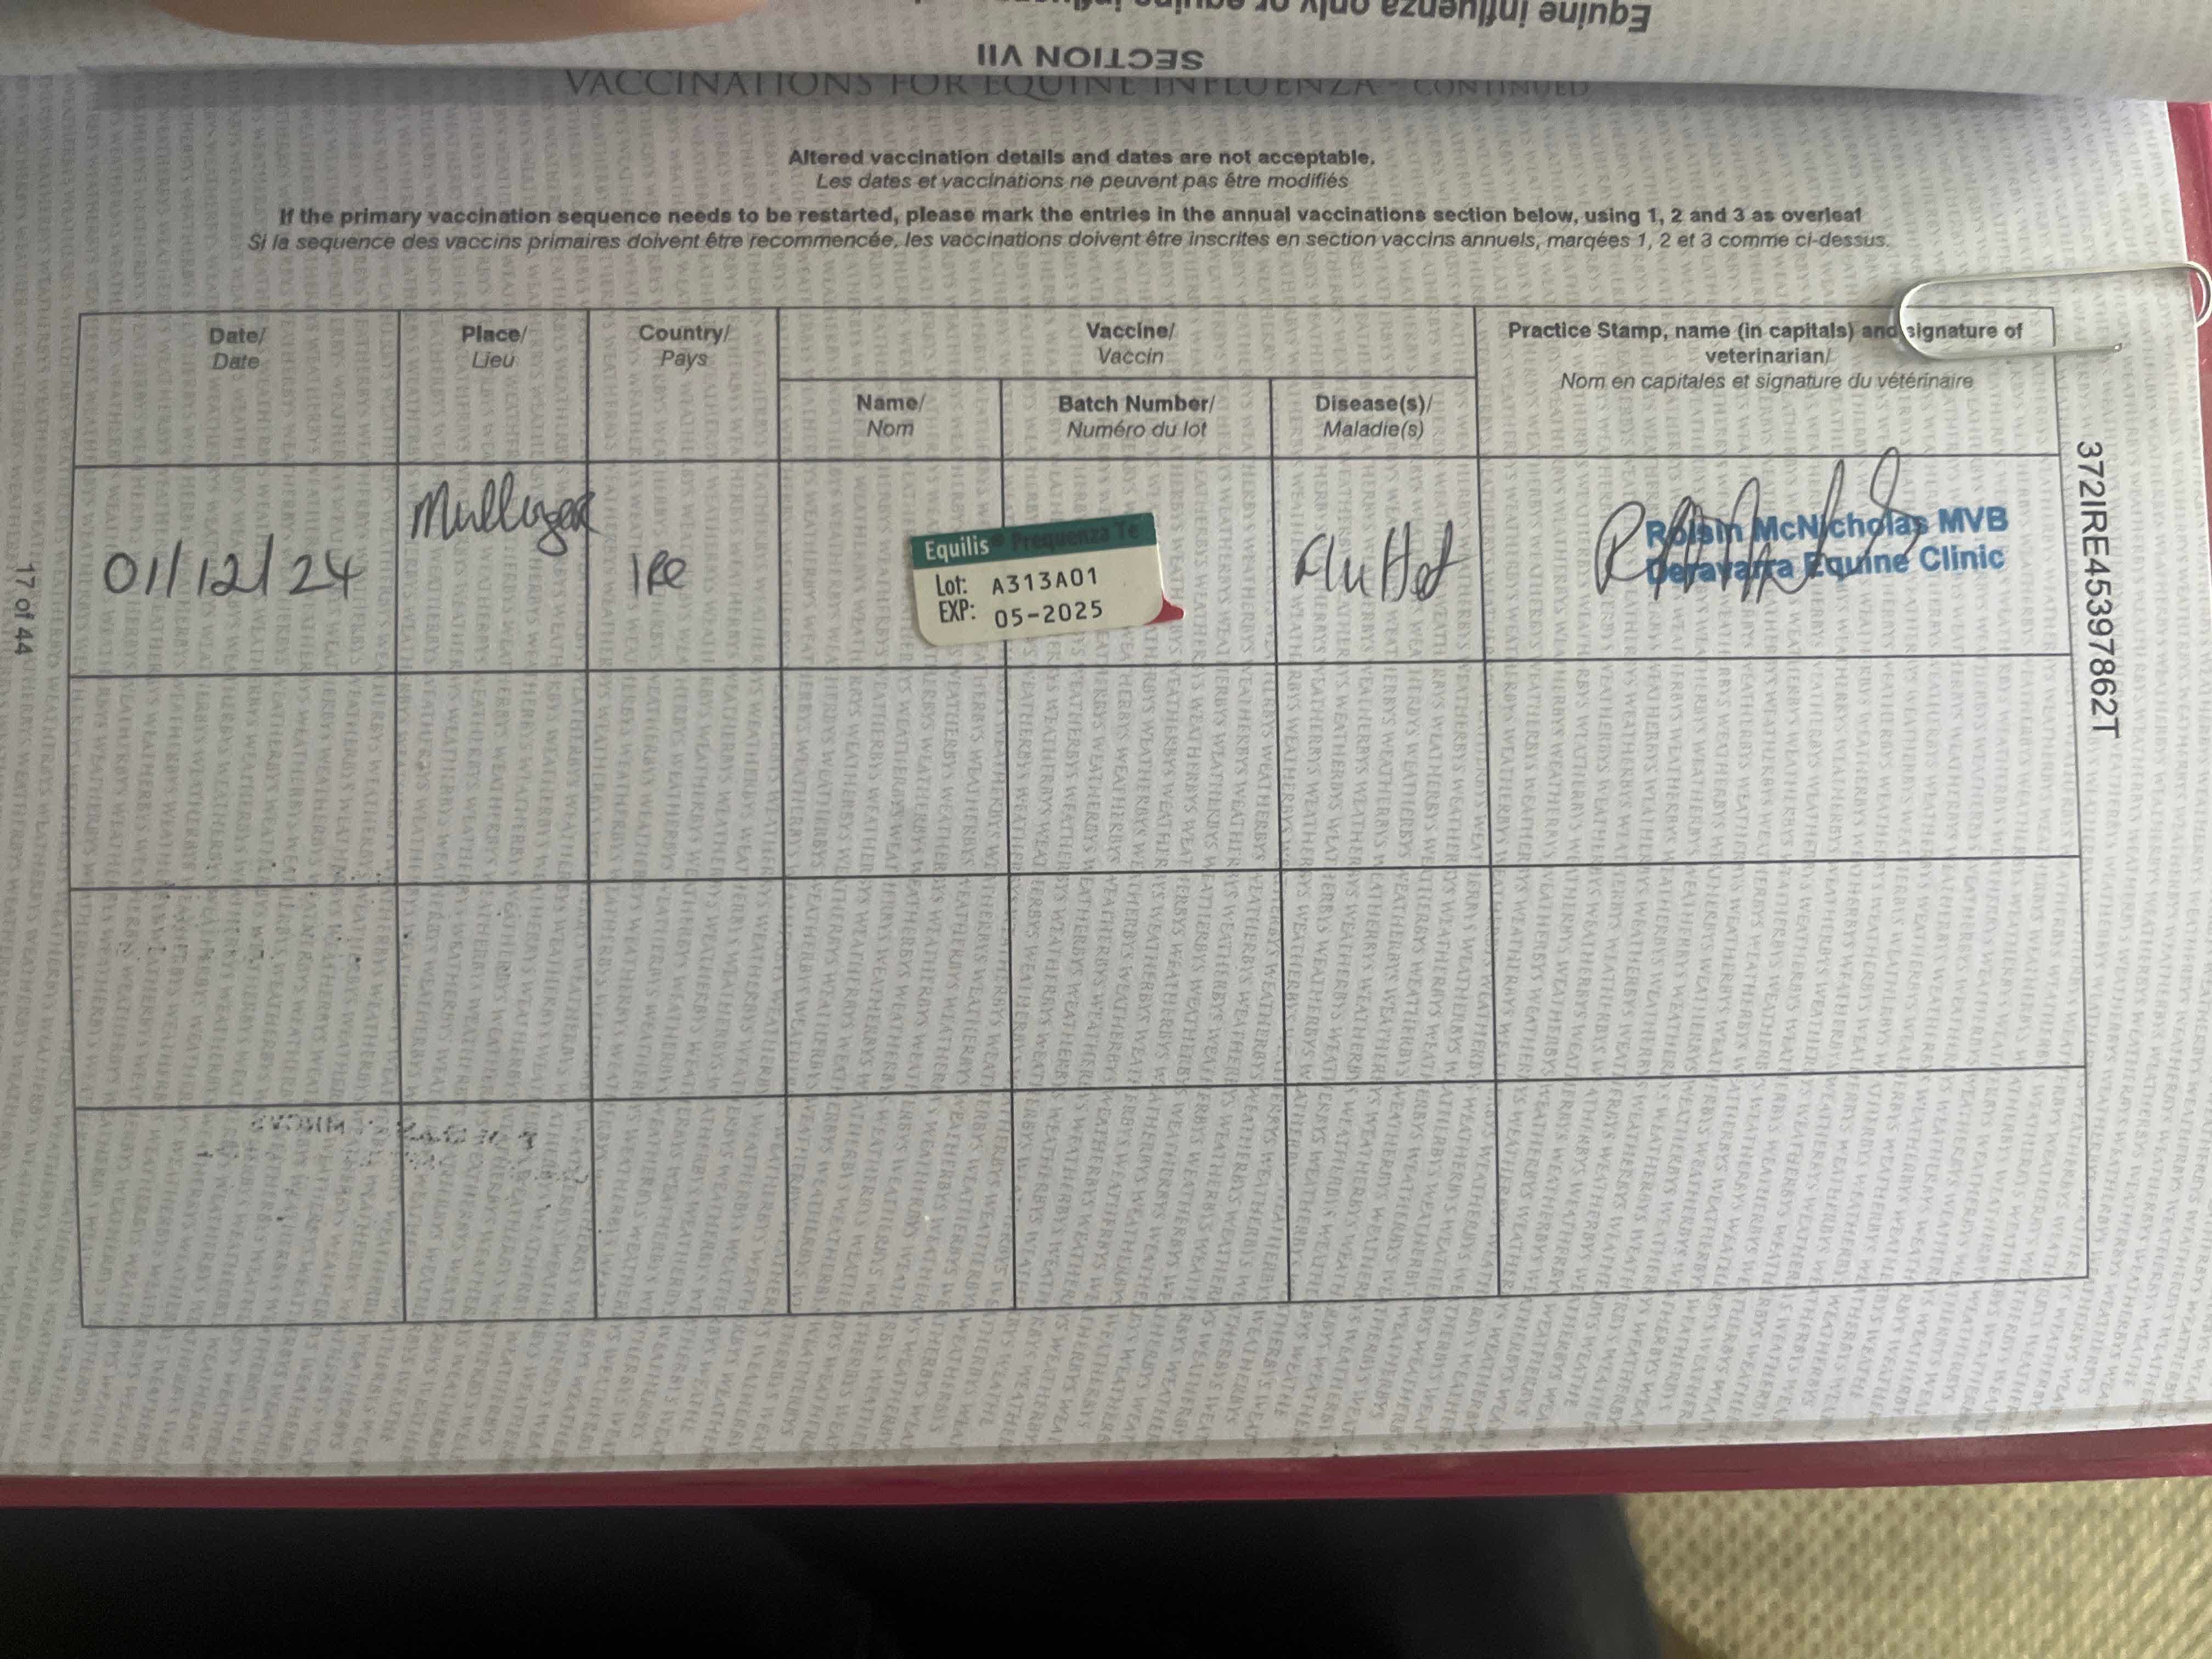 Equine influenza only or equine influenza
SECTION VII
VACCINATIONS FOR EQUINE INFLUENZA - CONTINUED
Altered vaccination details and dates are not acceptable.
Les dates et vaccinations ne peuvent pas être modifiés
If the primary vaccination sequence needs to be restarted, please mark the entries in the annual vaccinations section below, using 1, 2 and 3 as overleaf
Si la sequence des vaccins primaires doivent être recommencée, les vaccinations doivent être inscrites en section vaccins annuels, marqées 1, 2 et 3 comme ci-dessus.
Date/
Date
Place/
Lieu
Country/
Pays
Vaccine/
Vaccin
Name/
Nom
Batch Number/
Numéro du lot
Disease(s)/
Maladie(s)
Practice Stamp, name (in capitals) and signature of
veterinarian/
Nom en capitales et signature du vétérinaire
01/12/24
Mullingar
IRe
Equilis® Prequenza Te
Lot: A313A01
EXP: 05-2025
Flu tet
Roisin McNicholas MVB
Deravarra Equine Clinic
372IRE45397862T
17 of 44
WEATHERBYS